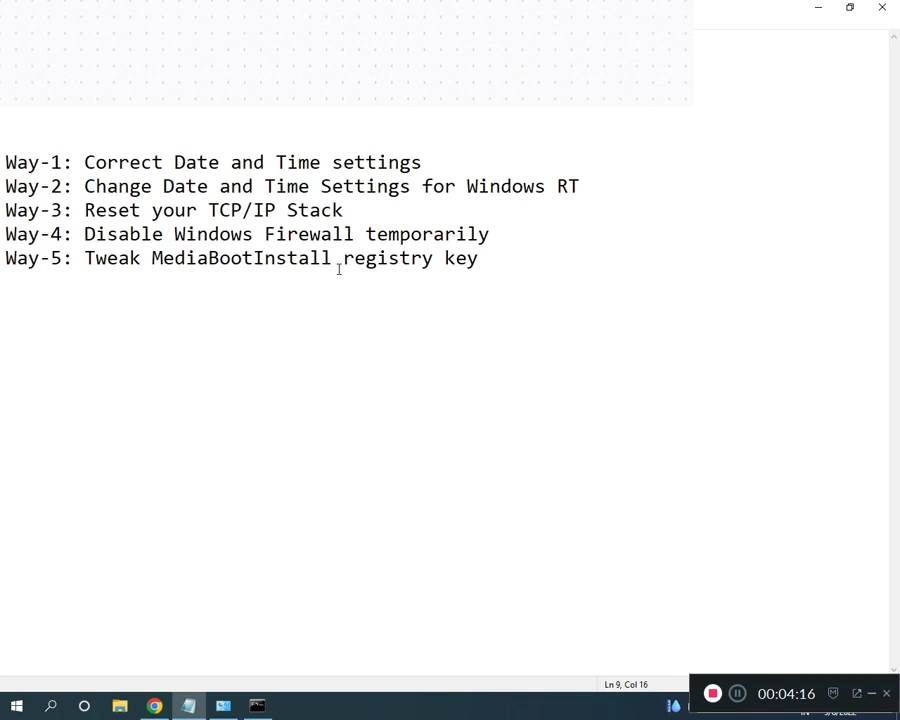 Way-1: Correct Date and Time settings
Way-2: Change Date and Time Settings for Windows RT
Way-3: Reset your TCP/IP Stack
Way-4: Disable Windows Firewall temporarily
Way-5: Tweak MediaBootInstall registry key
Ln 9, Col 16
00:04:16